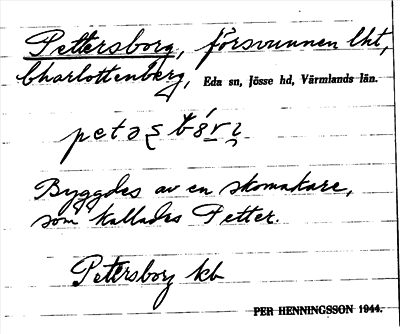 Pettersborg, försvunnen lht,
Charlottenberg, Eda sn, Jösse hd, Värmlands län.
Byggdes av en skomakare,
som kallades Petter.
Petersborg kb
PER HENNINGSSON 1944.